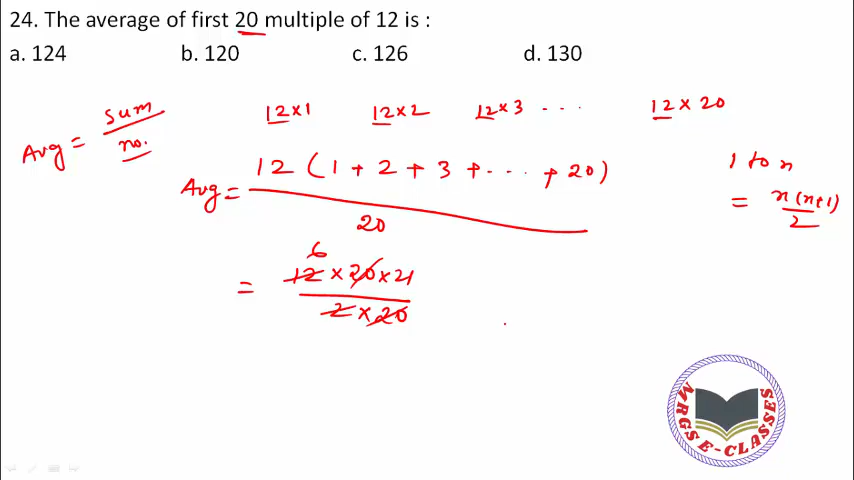 24. The average of first 20 multiple of 12 is :
a. 124 b. 120 c. 126 d. 130
Avg = sum / no.
12×1 12×2 12×3 ... 12×20
Avg = 12 (1 + 2 + 3 + ... + 20) / 20
1 to n
= n(n+1) / 2
6
= 12 × 20 × 21 / 2 × 20
MRGSE-CLASSES